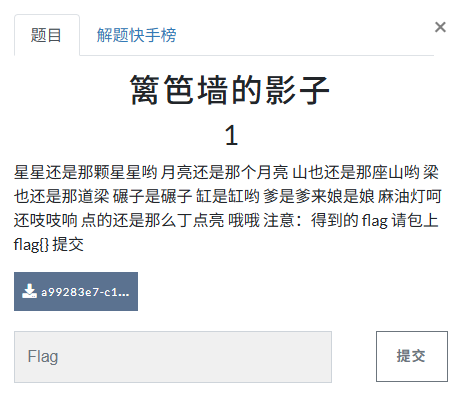 ×
题目 解题快手榜
篱笆墙的影子
1
星星还是那颗星星哟 月亮还是那个月亮 山也还是那座山哟 梁
也还是那道梁 碾子是碾子 缸是缸哟 爹是爹来娘是娘 麻油灯呵
还吱吱响 点的还是那么丁点亮 哦哦 注意：得到的 flag 请包上
flag{} 提交
a99283e7-c1...
Flag 提交